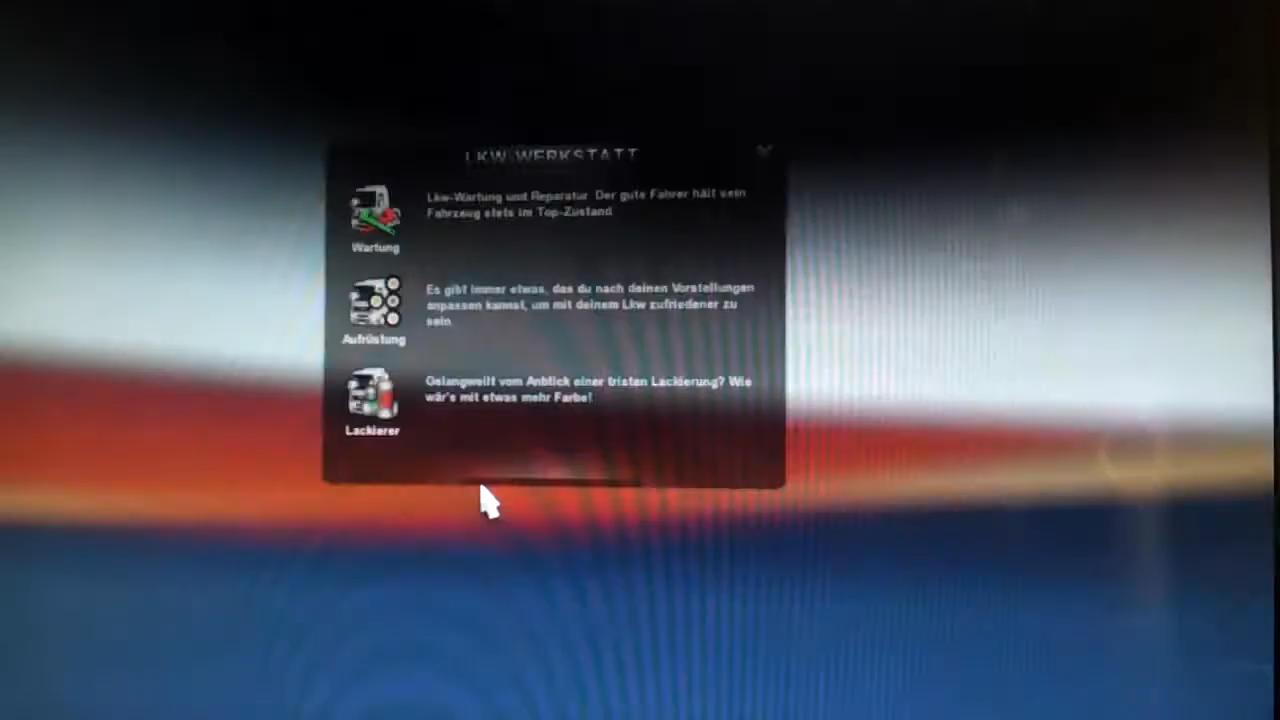 LKW-WERKSTATT
X
Lkw-Wartung und Reparatur. Der gute Fahrer hält sein
Fahrzeug stets im Top-Zustand.
Wartung
Es gibt immer etwas, das du nach deinen Vorstellungen
anpassen kannst, um mit deinem Lkw zufriedener zu
sein.
Aufrüstung
Gelangweilt vom Anblick einer tristen Lackierung? Wie
wär's mit etwas mehr Farbe!
Lackierer